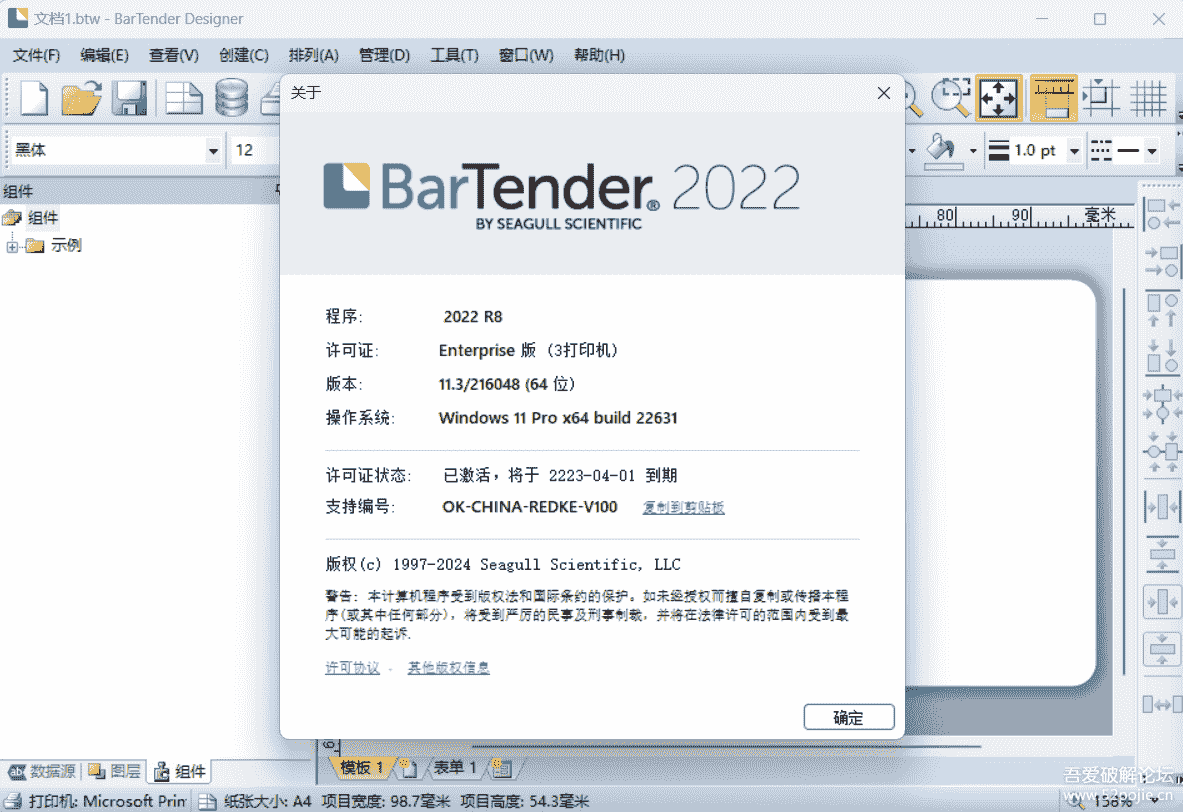 文档1.btw - BarTender Designer
文件(F) 编辑(E) 查看(V) 创建(C) 排列(A) 管理(D) 工具(T) 窗口(W) 帮助(H)
关于
黑体 12 1.0 pt
组件
组件
示例
80 90 毫米
BarTender® 2022
BY SEAGULL SCIENTIFIC
程序: 2022 R8
许可证: Enterprise 版 (3打印机)
版本: 11.3/216048 (64 位)
操作系统: Windows 11 Pro x64 build 22631
许可证状态: 已激活，将于 2223-04-01 到期
支持编号: OK-CHINA-REDKE-V100 复制到剪贴板
版权(c) 1997-2024 Seagull Scientific, LLC
警告: 本计算机程序受到版权法和国际条约的保护。如未经授权而擅自复制或传播本程
序(或其中任何部分)，将受到严厉的民事及刑事制裁，并将在法律许可的范围内受到最
大可能的起诉.
许可协议 - 其他版权信息
确定
模板 1 表单 1
数据源 图层 组件
打印机: Microsoft Prin 纸张大小: A4 项目宽度: 98.7毫米 项目高度: 54.3毫米
吾爱破解论坛
www.52pojie.cn